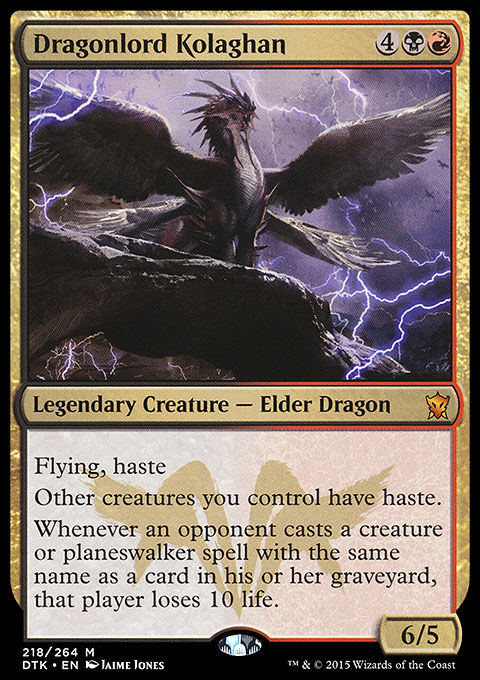 Dragonlord Kolaghan 4
Legendary Creature — Elder Dragon
Flying, haste
Other creatures you control have haste.
Whenever an opponent casts a creature
or planeswalker spell with the same
name as a card in his or her graveyard,
that player loses 10 life.
6/5
218/264 M
DTK • EN Jaime Jones
™ & © 2015 Wizards of the Coast